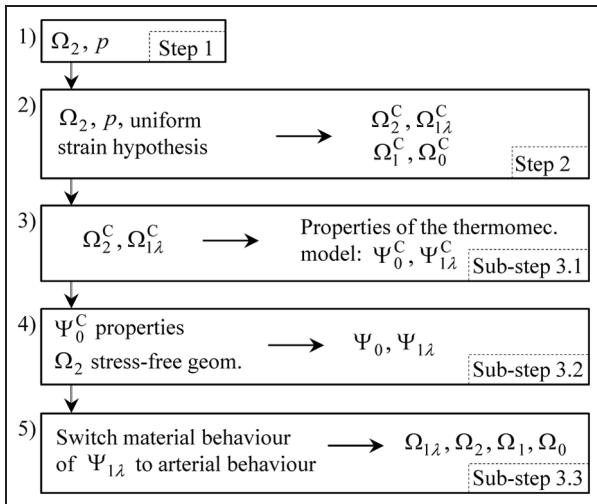 1) Ω₂, p
Step 1
2) Ω₂, p, uniform
strain hypothesis
Ω₂ᶜ, Ω₁λᶜ
Ω₁ᶜ, Ω₀ᶜ
Step 2
3) Ω₂ᶜ, Ω₁λᶜ
Properties of the thermomec.
model: Ψ₀ᶜ, Ψ₁λᶜ
Sub-step 3.1
4) Ψ₀ᶜ properties
Ω₂ stress-free geom.
Ψ₀, Ψ₁λ
Sub-step 3.2
5) Switch material behaviour
of Ψ₁λ to arterial behaviour
Ω₁λ, Ω₂, Ω₁, Ω₀
Sub-step 3.3